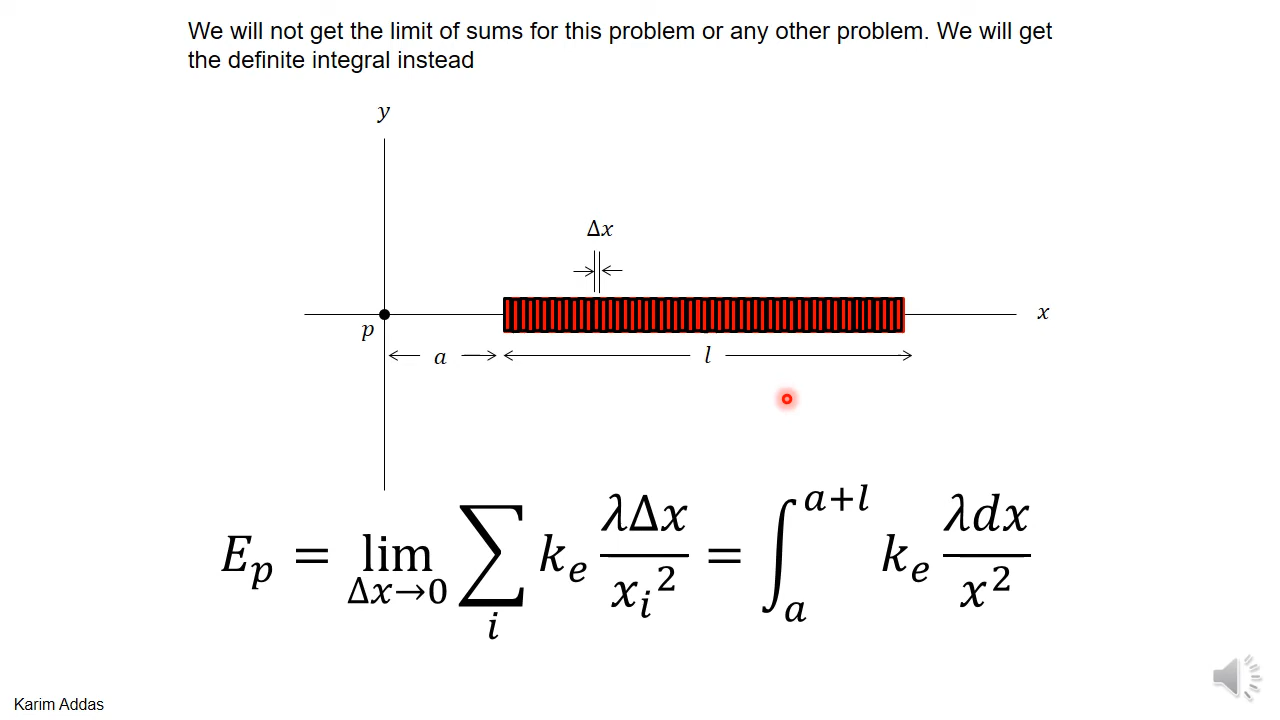 We will not get the limit of sums for this problem or any other problem. We will get
the definite integral instead
y
Δx
x
p
a
l
E_p = lim_{Δx→0} ∑_i k_e λΔx / x_i² = ∫_a^{a+l} k_e λdx / x²
Karim Addas